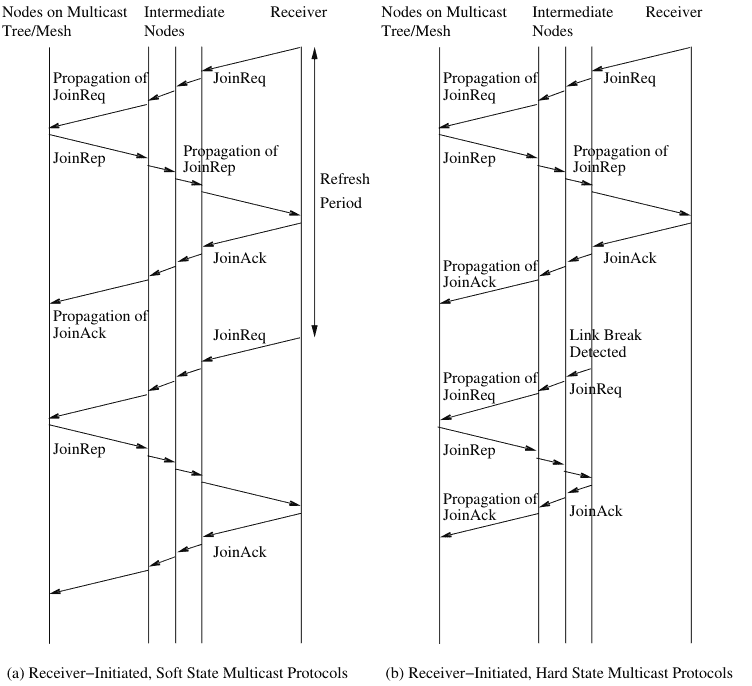 Nodes on Multicast
Tree/Mesh
Intermediate
Nodes
Receiver
Propagation of
JoinReq
JoinReq
JoinRep
Propagation of
JoinRep
Refresh
Period
JoinAck
Propagation of
JoinAck
JoinReq
JoinRep
JoinAck
(a) Receiver−Initiated, Soft State Multicast Protocols
Nodes on Multicast
Tree/Mesh
Intermediate
Nodes
Receiver
Propagation of
JoinReq
JoinReq
JoinRep
Propagation of
JoinRep
JoinAck
Propagation of
JoinAck
Link Break
Detected
Propagation of
JoinReq
JoinReq
JoinRep
Propagation of
JoinAck
JoinAck
(b) Receiver−Initiated, Hard State Multicast Protocols